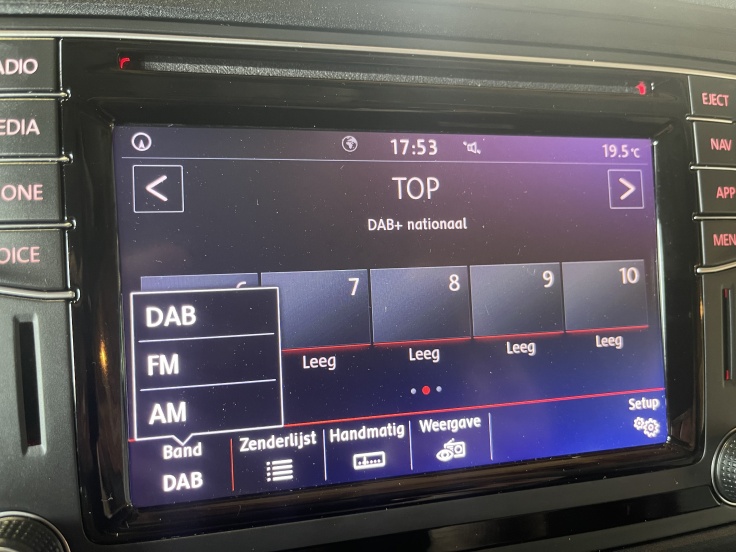 ADIO
EDIA
ONE
OICE
EJECT
NAV
APP
MEN
17:53
19.5°C
<
TOP
>
DAB+ nationaal
7
8
9
10
Leeg
Leeg
Leeg
Leeg
DAB
FM
AM
Band
DAB
Zenderlijst
Handmatig
Weergave
Setup